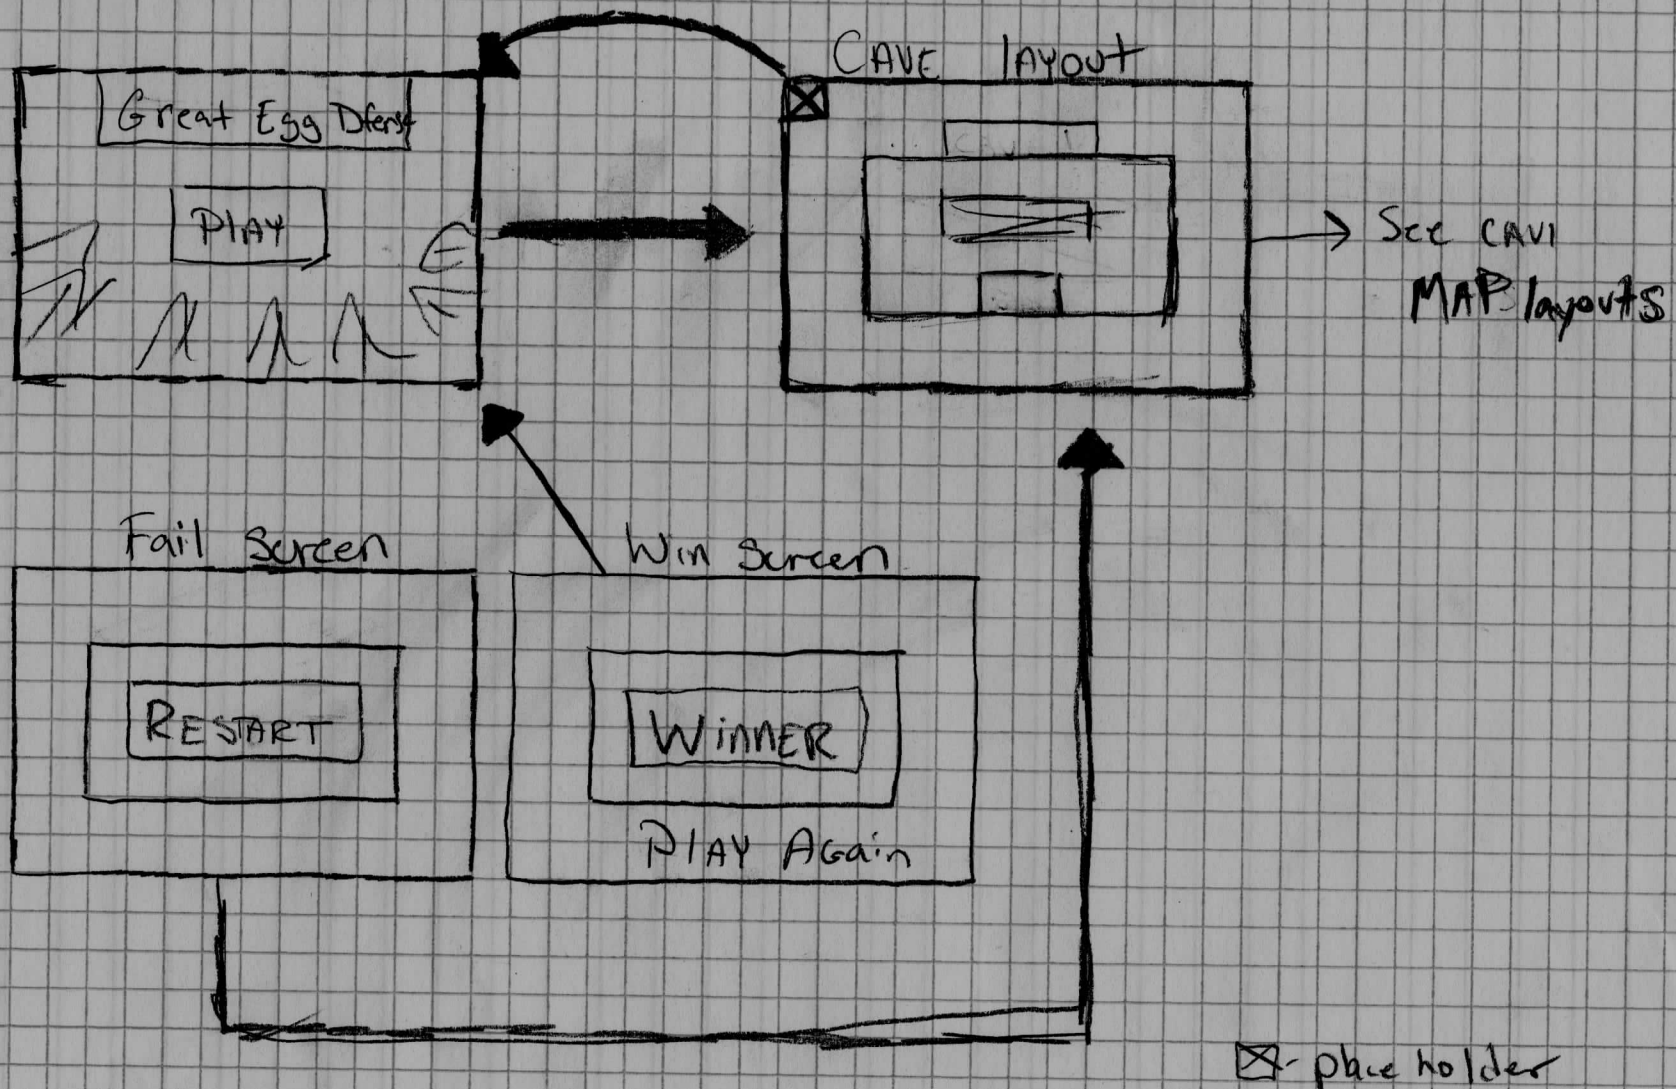 CAVE layout
Great Egg Dfens
PLAY
See CAVI
MAP layouts
Fail Screen
Win Screen
RESTART
WinnER
PLAY AGain
- place holder